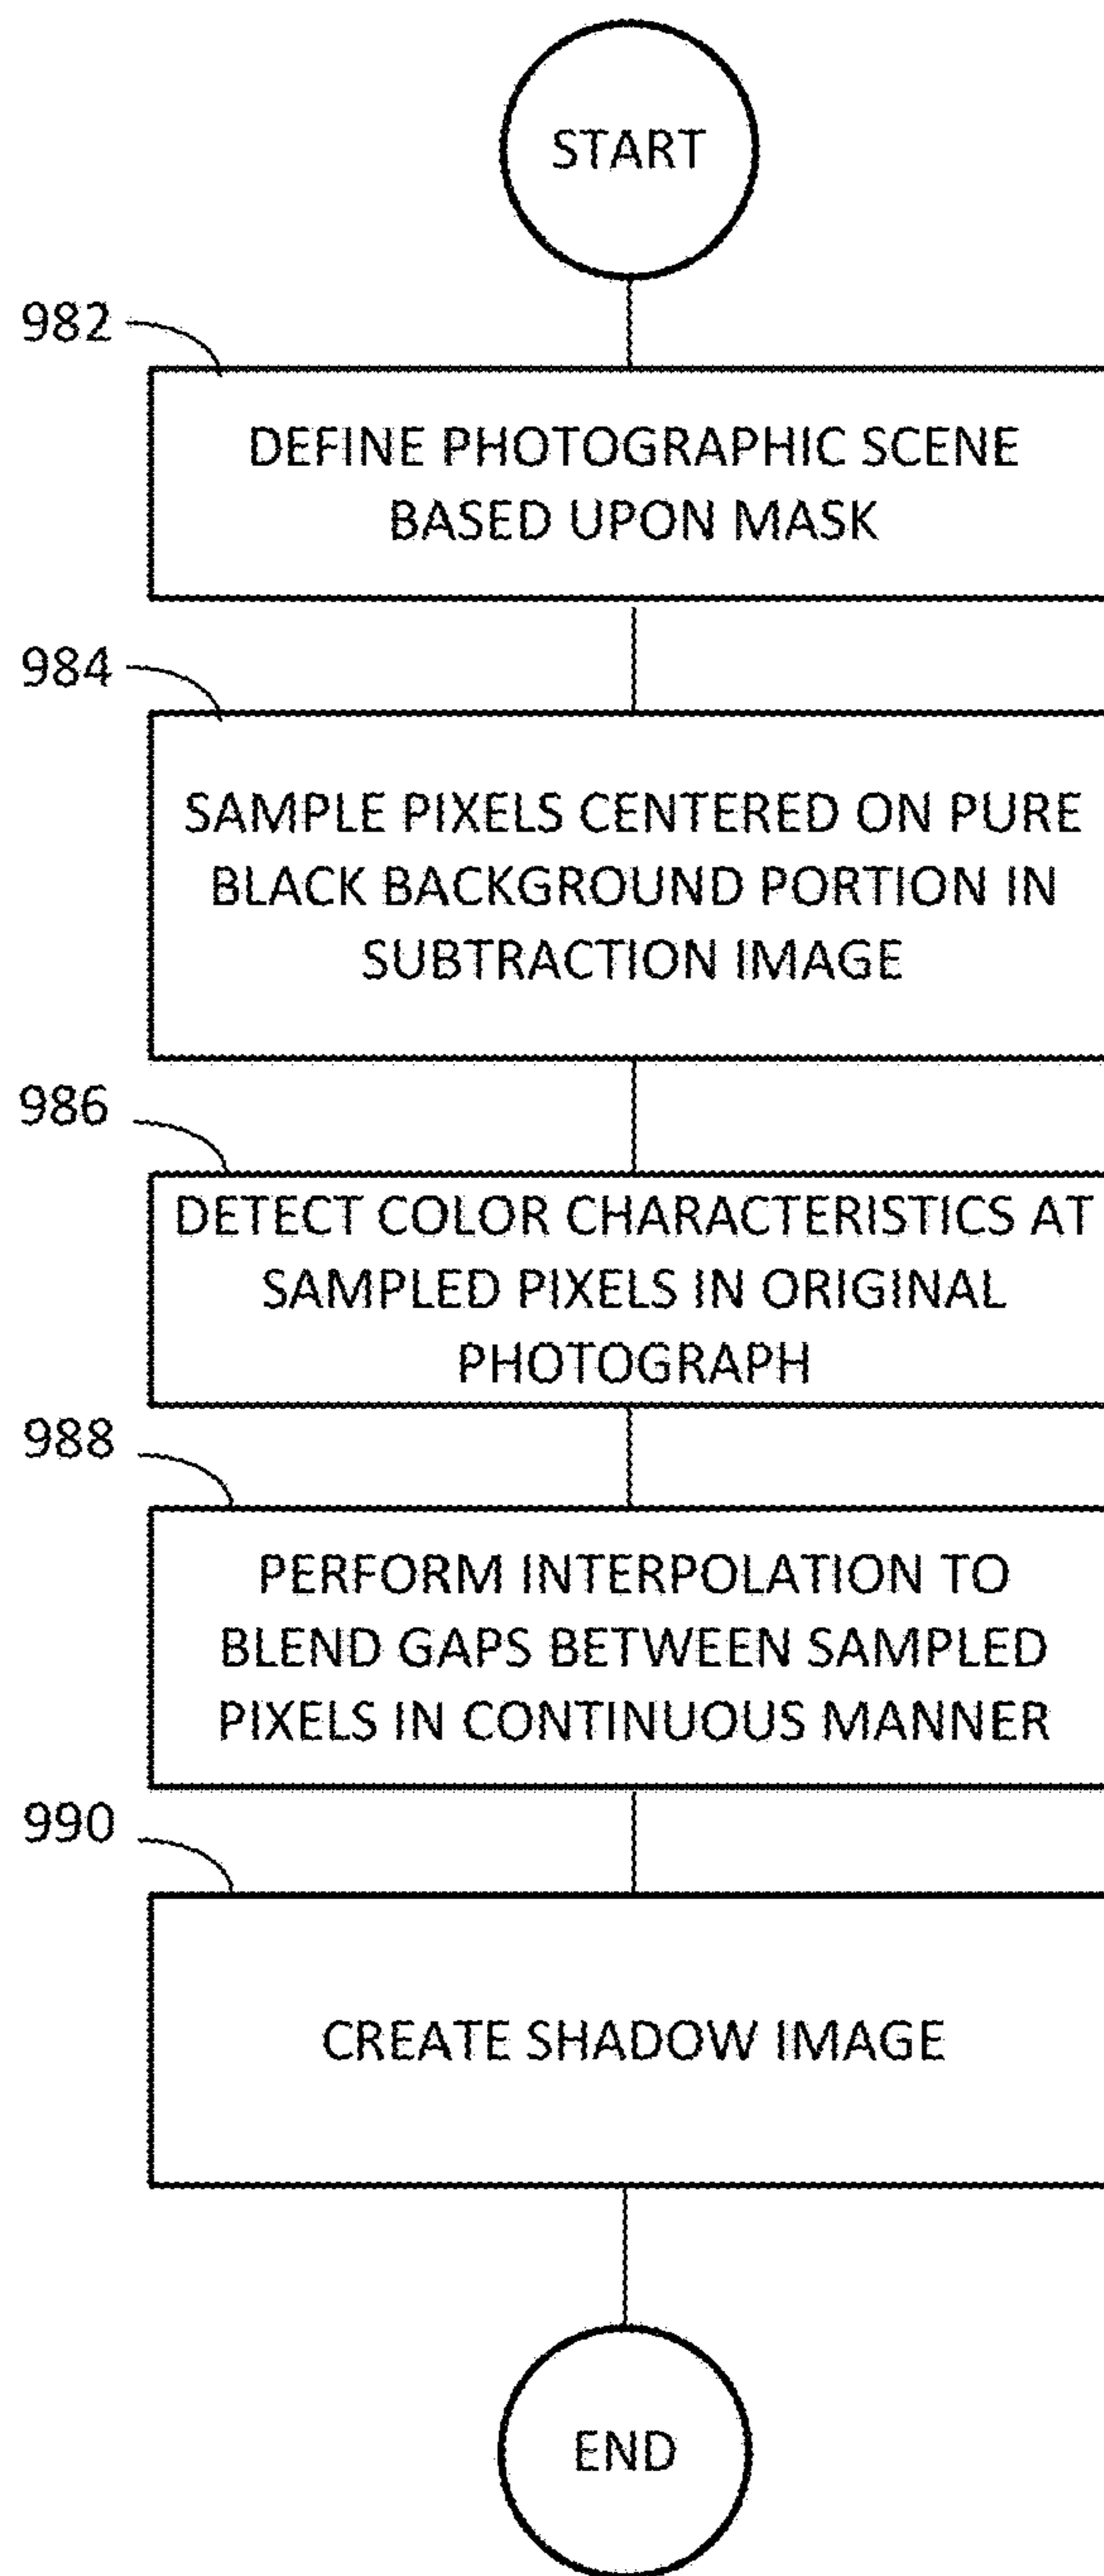 START
982
DEFINE PHOTOGRAPHIC SCENE
BASED UPON MASK
984
SAMPLE PIXELS CENTERED ON PURE
BLACK BACKGROUND PORTION IN
SUBTRACTION IMAGE
986
DETECT COLOR CHARACTERISTICS AT
SAMPLED PIXELS IN ORIGINAL
PHOTOGRAPH
988
PERFORM INTERPOLATION TO
BLEND GAPS BETWEEN SAMPLED
PIXELS IN CONTINUOUS MANNER
990
CREATE SHADOW IMAGE
END